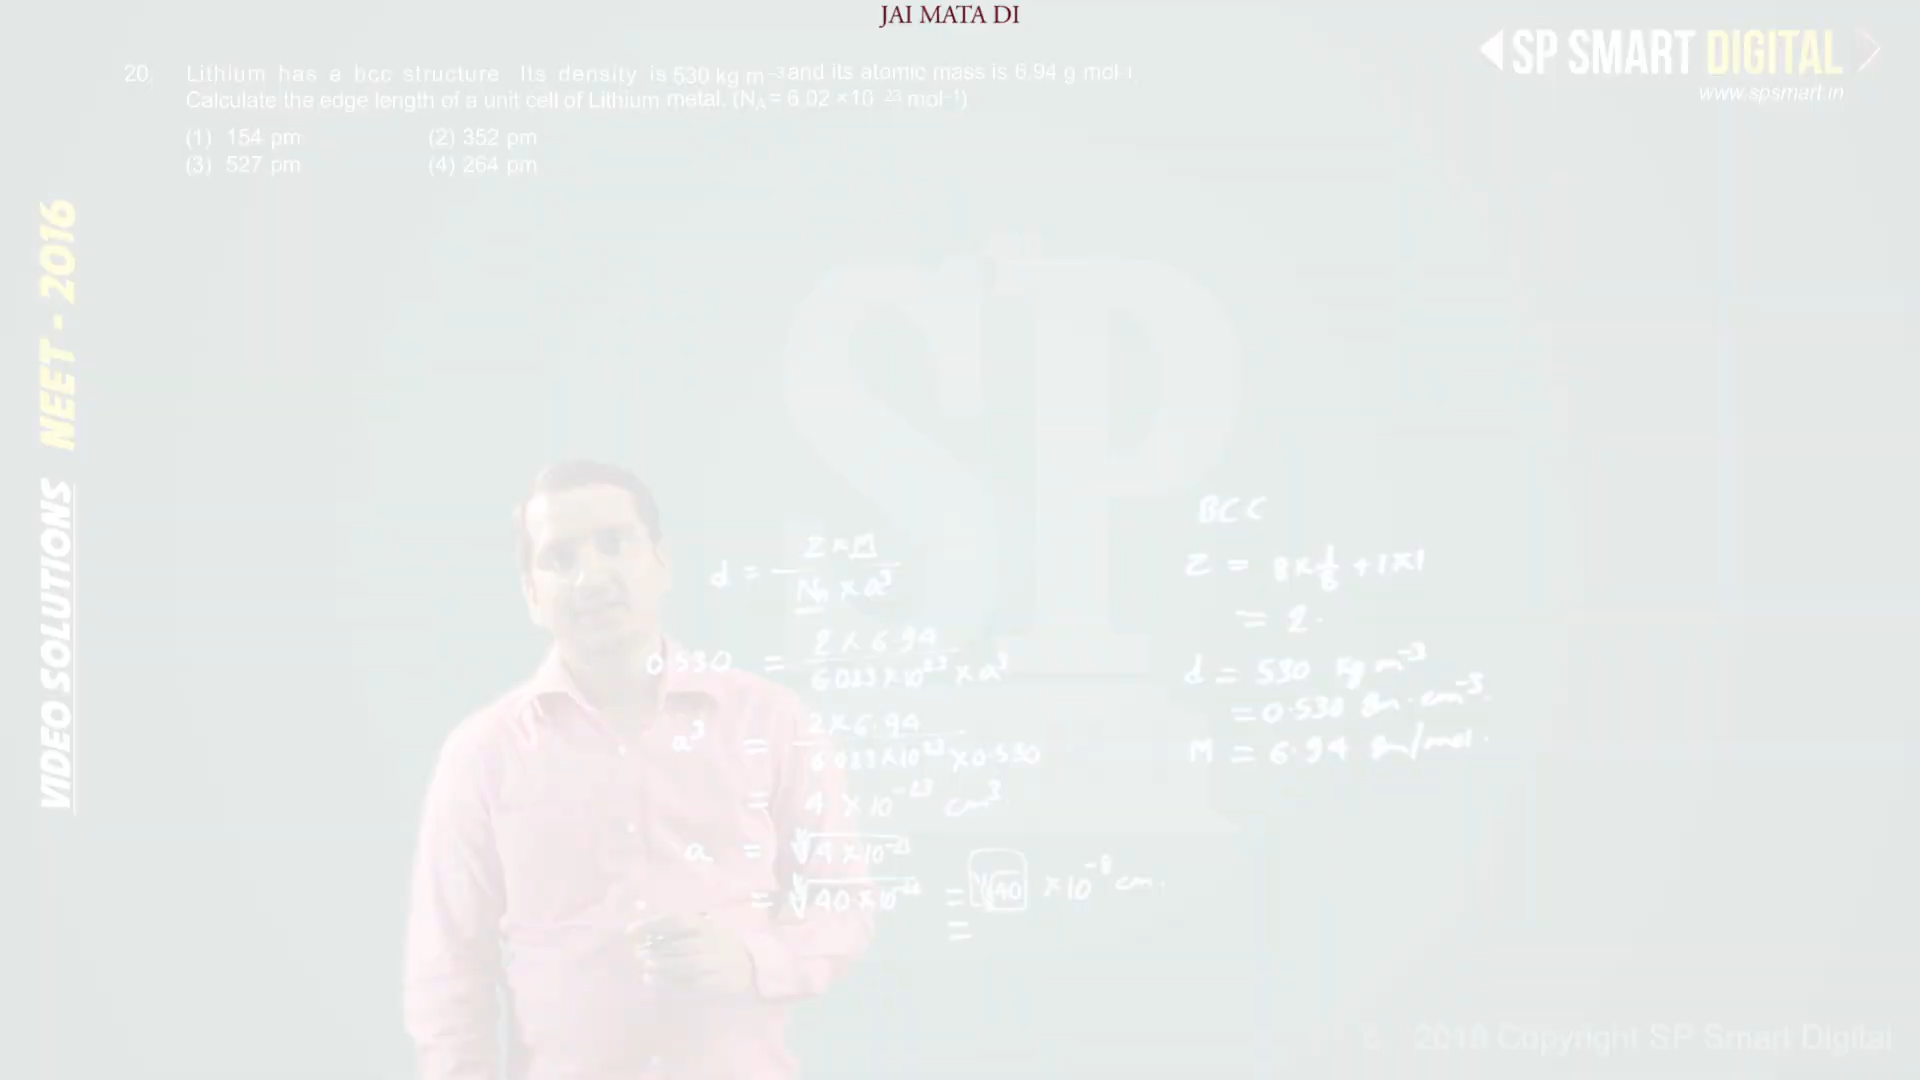 JAI MATA DI
SP SMART DIGITAL
www.spsmart.in
20. Lithium has a bcc structure. Its density is 530 kg m⁻³ and its atomic mass is 6.94 g mol⁻¹.
Calculate the edge length of a unit cell of Lithium metal. (N_A = 6.02 × 10²³ mol⁻¹)
(1) 154 pm (2) 352 pm
(3) 527 pm (4) 264 pm
VIDEO SOLUTIONS NEET - 2016
SP
d = Z × M / N_A × a³
0.530 = 2 × 6.94 / 6.023 × 10²³ × a³
a³ = 2 × 6.94 / 6.023 × 10²³ × 0.530
= 4 × 10⁻²³ cm³
a = ∛4 × 10⁻²³
= ∛40 × 10⁻²⁴ = ∛40 × 10⁻⁸ cm.
=
BCC
Z = 8 × 1/8 + 1 × 1
= 2.
d = 530 kg m⁻³
= 0.530 gm. cm⁻³.
M = 6.94 gm/mol.
Copyright SP Smart Digital